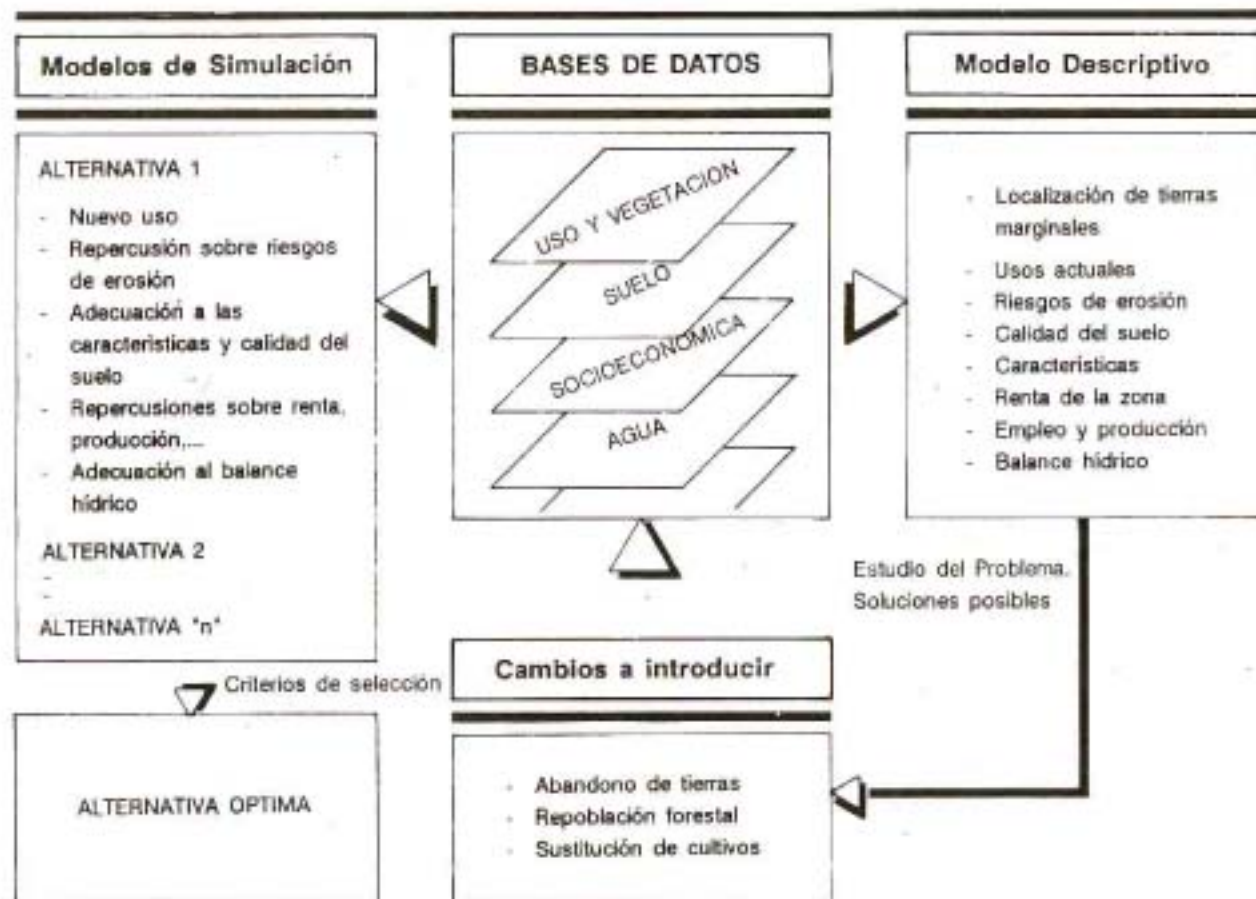 Modelos de Simulación
ALTERNATIVA 1
- Nuevo uso
- Repercusión sobre riesgos
de erosión
- Adecuación a las
caracteristicas y calidad del
suelo
- Repercusiones sobre renta,
producción,...
- Adecuación al balance
hídrico
ALTERNATIVA 2
-
-
ALTERNATIVA "n"
Criterios de selección
ALTERNATIVA OPTIMA
BASES DE DATOS
USO Y VEGETACION
SUELO
SOCIOECONOMICA
AGUA
Modelo Descriptivo
- Localización de tierras
marginales
- Usos actuales
- Riesgos de erosión
- Calidad del suelo
- Características
- Renta de la zona
- Empleo y producción
- Balance hídrico
Estudio del Problema.
Soluciones posibles
Cambios a introducir
- Abandono de tierras
- Repoblación forestal
- Sustitución de cultivos